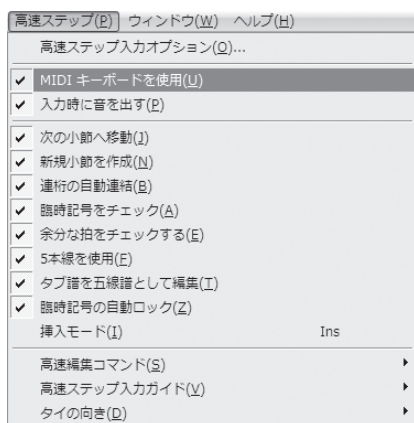 高速ステップ(P) ウィンドウ(W) ヘルプ(H)
高速ステップ入力オプション(O)...
MIDI キーボードを使用(U)
入力時に音を出す(P)
次の小節へ移動(J)
新規小節を作成(N)
連桁の自動連結(B)
臨時記号をチェック(A)
余分な拍をチェックする(E)
5本線を使用(F)
タブ譜を五線譜として編集(T)
臨時記号の自動ロック(Z)
挿入モード(I) Ins
高速編集コマンド(S)
高速ステップ入力ガイド(V)
タイの向き(D)